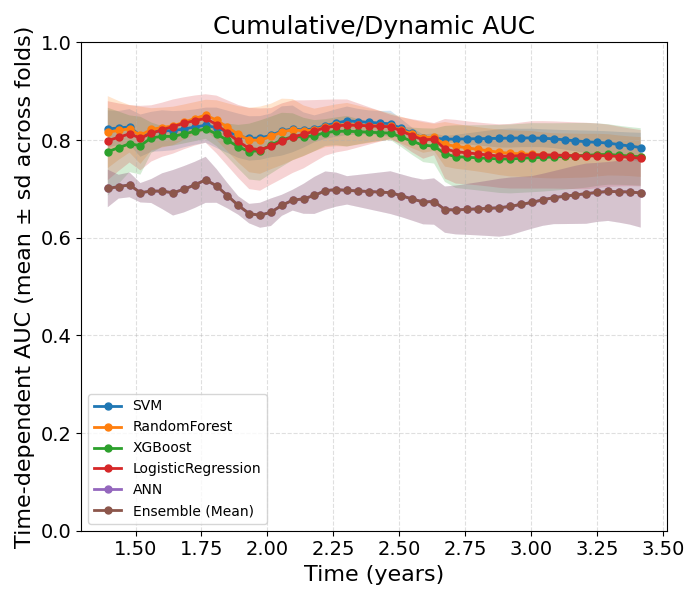 Cumulative/Dynamic AUC
Time-dependent AUC (mean ± sd across folds)
1.0
0.8
0.6
0.4
0.2
0.0
SVM
RandomForest
XGBoost
LogisticRegression
ANN
Ensemble (Mean)
1.50 1.75 2.00 2.25 2.50 2.75 3.00 3.25 3.50
Time (years)